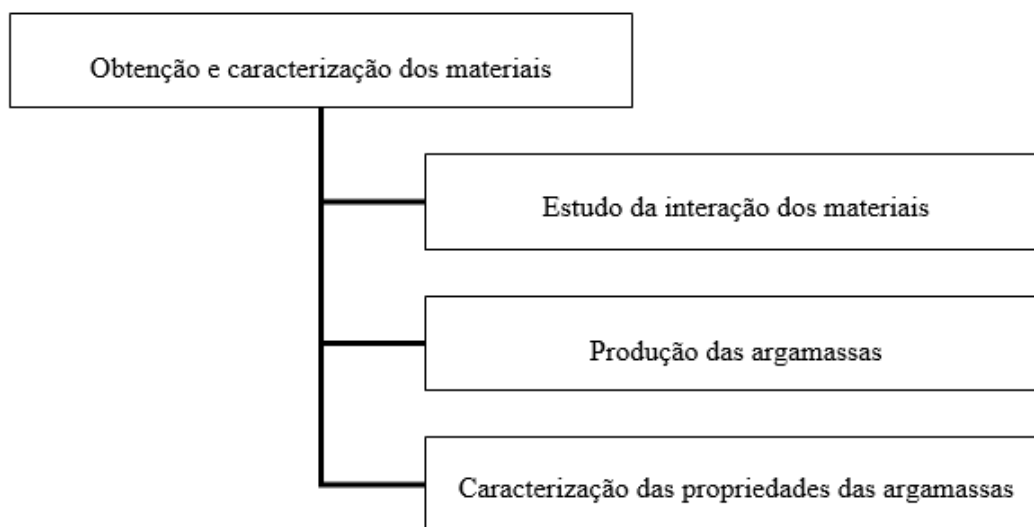 Obtenção e caracterização dos materiais
Estudo da interação dos materiais
Produção das argamassas
Caracterização das propriedades das argamassas